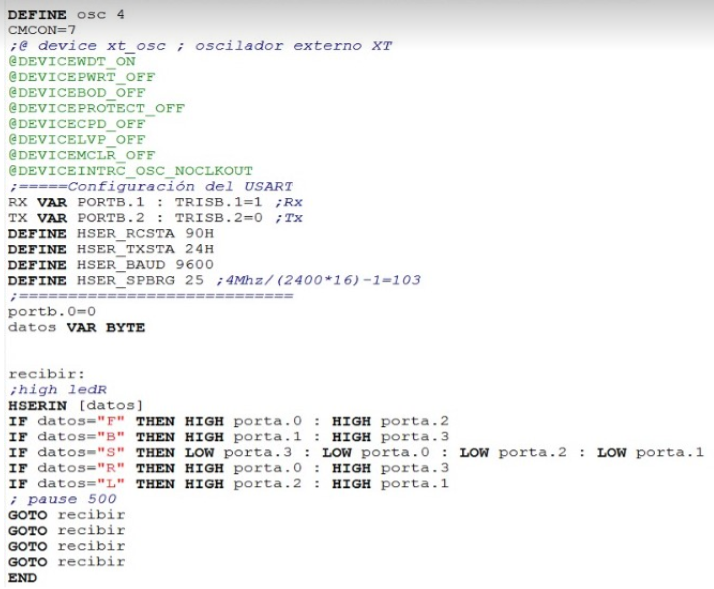 DEFINE osc 4
CMCON=7
;@ device xt_osc ; oscilador externo XT
@DEVICEWDT_ON
@DEVICEPWRT_OFF
@DEVICEBOD_OFF
@DEVICEPROTECT_OFF
@DEVICECPD_OFF
@DEVICELVP_OFF
@DEVICEMCLR_OFF
@DEVICEINTRC_OSC_NOCLKOUT
;=====Configuración del USART
RX VAR PORTB.1 : TRISB.1=1 ;Rx
TX VAR PORTB.2 : TRISB.2=0 ;Tx
DEFINE HSER_RCSTA 90H
DEFINE HSER_TXSTA 24H
DEFINE HSER_BAUD 9600
DEFINE HSER_SPBRG 25 ;4Mhz/(2400*16)-1=103
;============================
portb.0=0
datos VAR BYTE
recibir:
;high ledR
HSERIN [datos]
IF datos="F" THEN HIGH porta.0 : HIGH porta.2
IF datos="B" THEN HIGH porta.1 : HIGH porta.3
IF datos="S" THEN LOW porta.3 : LOW porta.0 : LOW porta.2 : LOW porta.1
IF datos="R" THEN HIGH porta.0 : HIGH porta.3
IF datos="L" THEN HIGH porta.2 : HIGH porta.1
; pause 500
GOTO recibir
GOTO recibir
GOTO recibir
GOTO recibir
END